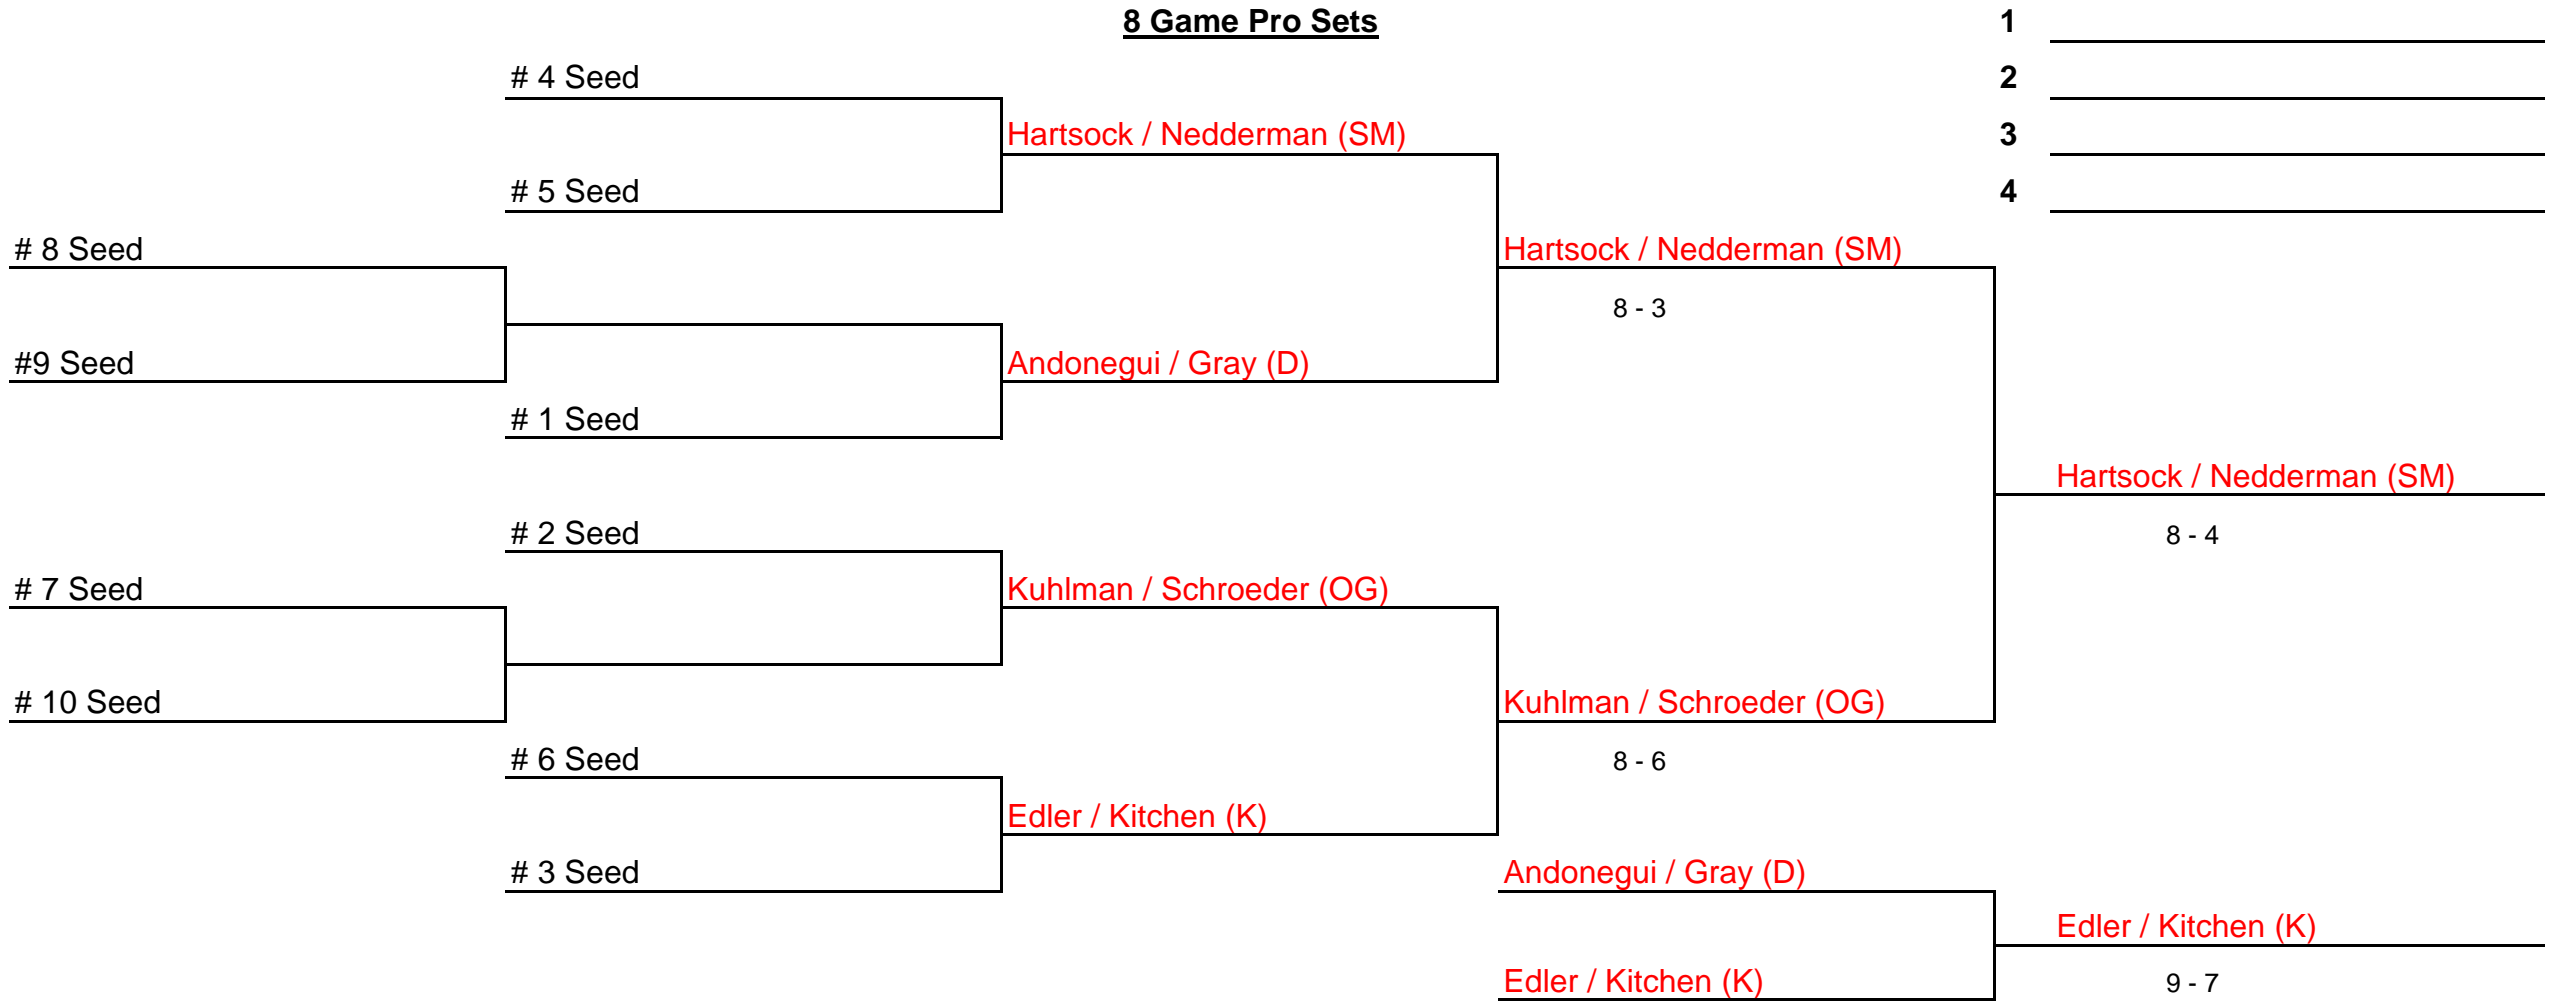 8 Game Pro Sets
1
# 4 Seed
2
Hartsock / Nedderman (SM)
3
# 5 Seed
4
# 8 Seed
Hartsock / Nedderman (SM)
8 - 3
#9 Seed
Andonegui / Gray (D)
# 1 Seed
Hartsock / Nedderman (SM)
# 2 Seed
8 - 4
# 7 Seed
Kuhlman / Schroeder (OG)
# 10 Seed
Kuhlman / Schroeder (OG)
# 6 Seed
8 - 6
Edler / Kitchen (K)
# 3 Seed
Andonegui / Gray (D)
Edler / Kitchen (K)
Edler / Kitchen (K)
9 - 7